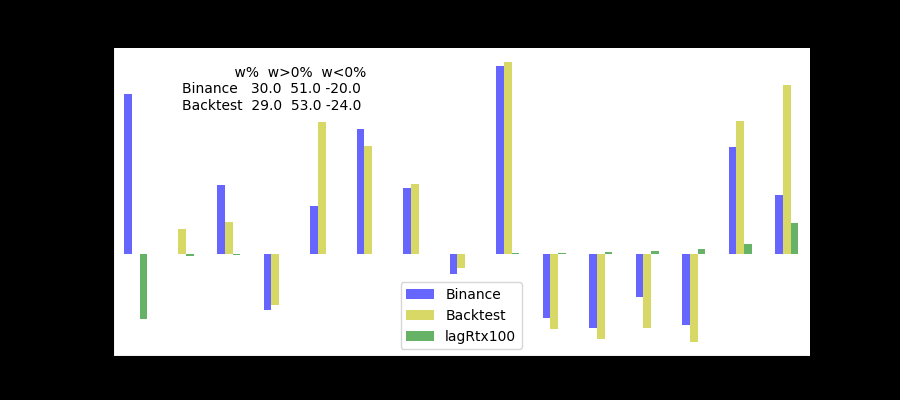 w%  w>0%  w<0%
Binance   30.0  51.0 -20.0
Backtest  29.0  53.0 -24.0
Binance
Backtest
lagRtx100